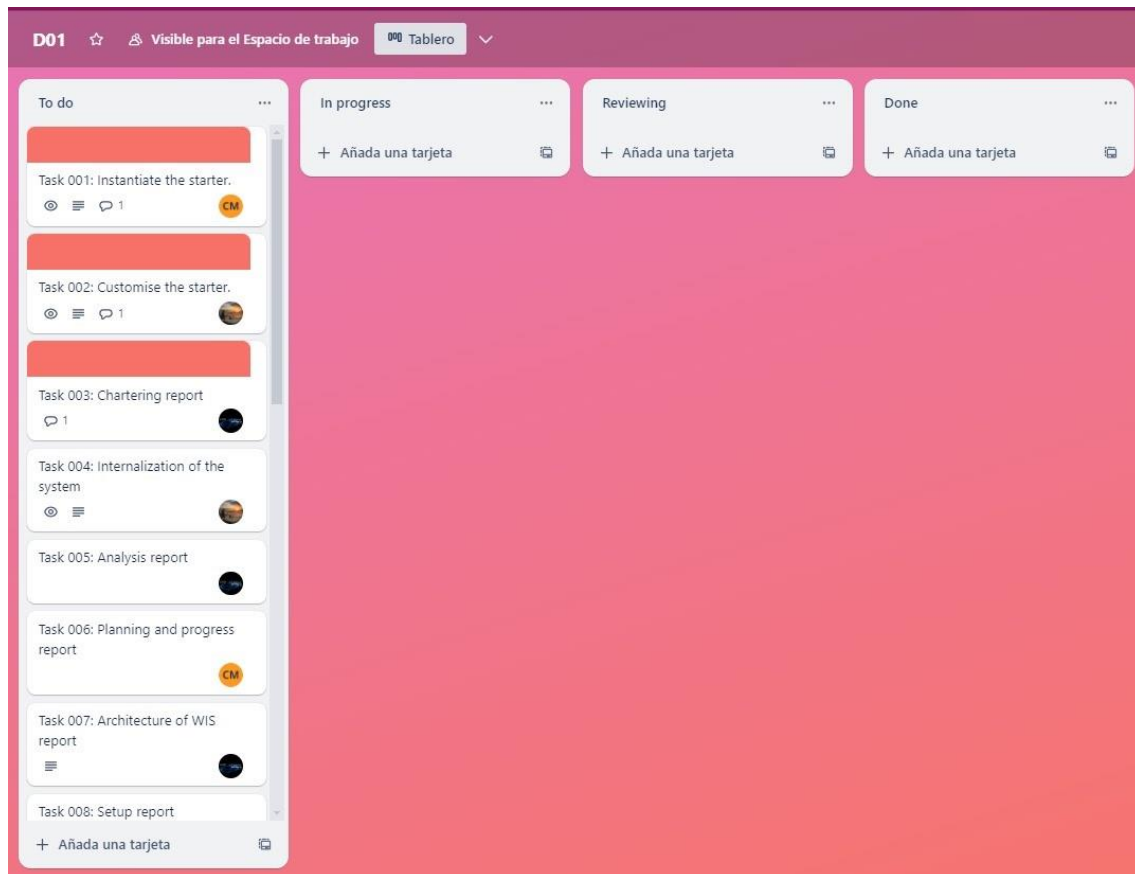 D01 Visible para el Espacio de trabajo Tablero
To do
Task 001: Instantiate the starter.
1 CM
Task 002: Customise the starter.
1
Task 003: Chartering report
1
Task 004: Internalization of the
system
Task 005: Analysis report
Task 006: Planning and progress
report
CM
Task 007: Architecture of WIS
report
Task 008: Setup report
+ Añada una tarjeta
In progress
+ Añada una tarjeta
Reviewing
+ Añada una tarjeta
Done
+ Añada una tarjeta